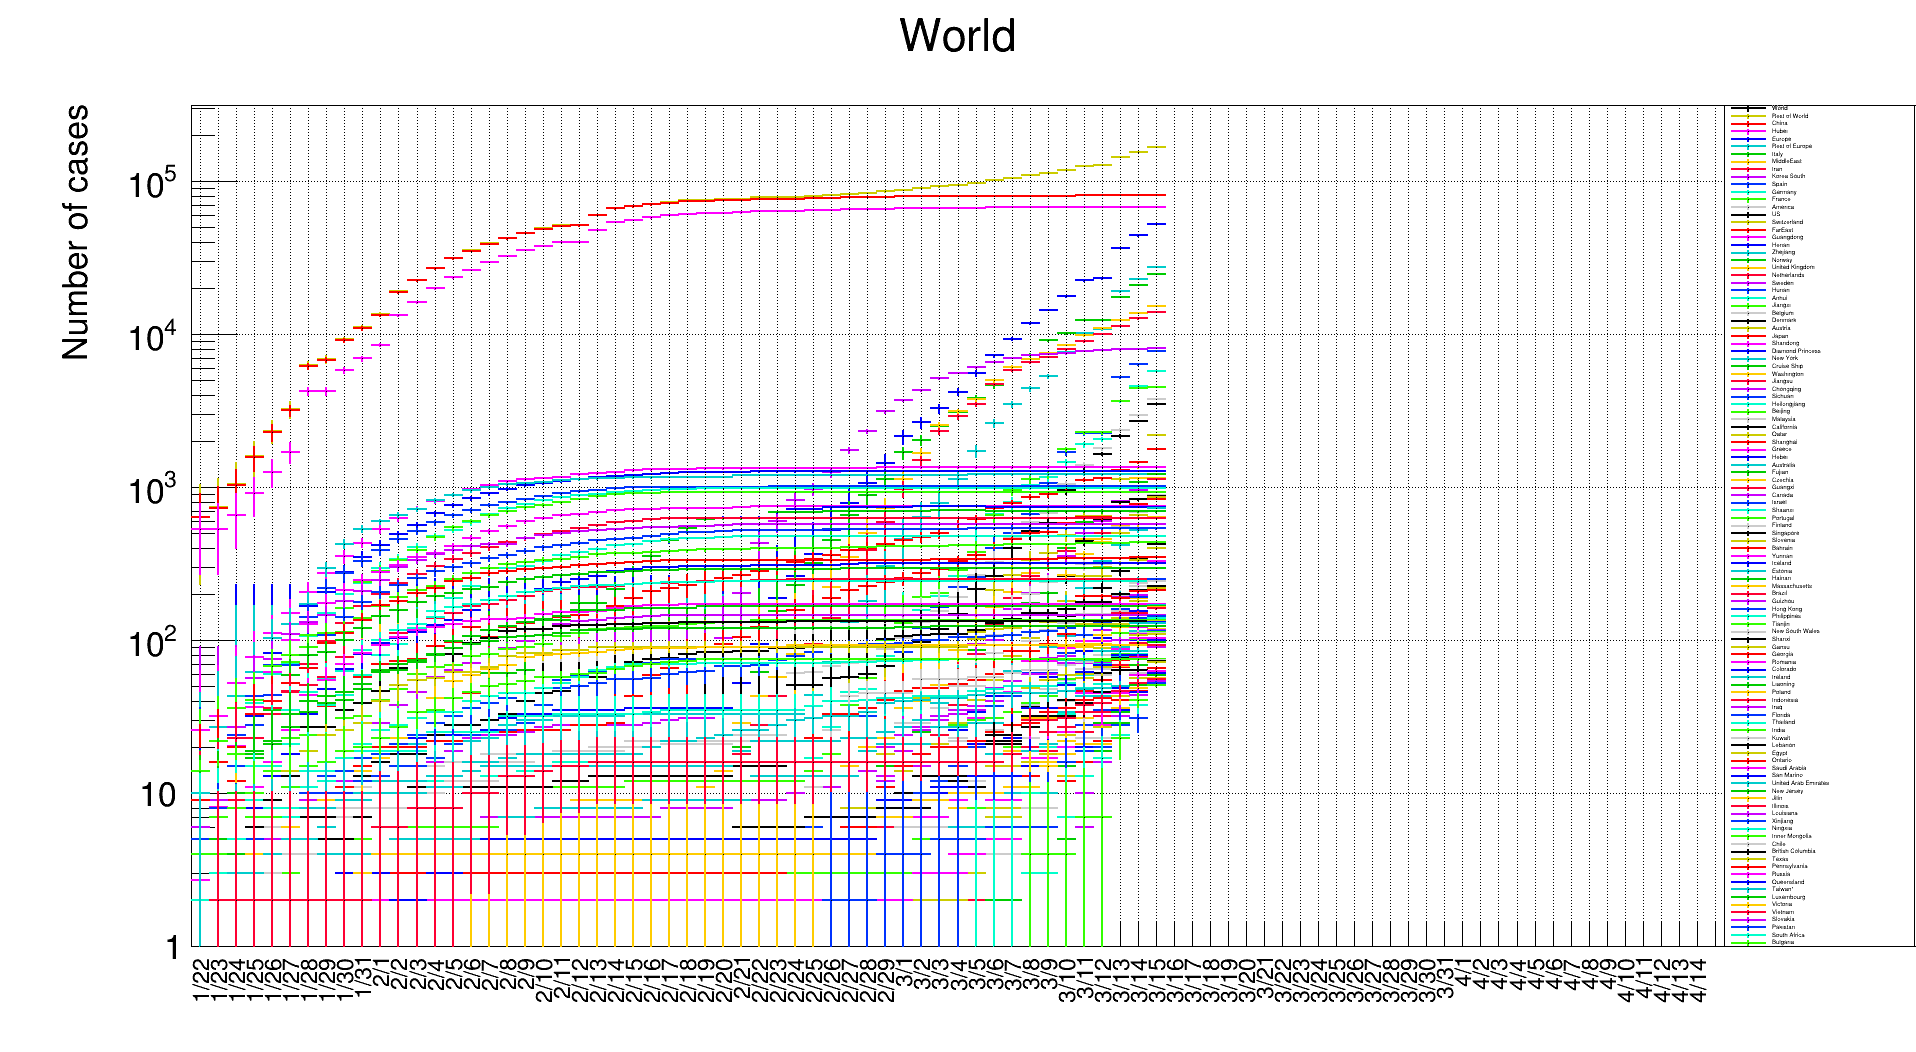 World
Number of cases
10^5
10^4
10^3
10^2
10
1
1/22
1/23
1/24
1/25
1/26
1/27
1/28
1/29
1/30
1/31
2/1
2/2
2/3
2/4
2/5
2/6
2/7
2/8
2/9
2/10
2/11
2/12
2/13
2/14
2/15
2/16
2/17
2/18
2/19
2/20
2/21
2/22
2/23
2/24
2/25
2/26
2/27
2/28
2/29
3/1
3/2
3/3
3/4
3/5
3/6
3/7
3/8
3/9
3/10
3/11
3/12
3/13
3/14
3/15
3/16
3/17
3/18
3/19
3/20
3/21
3/22
3/23
3/24
3/25
3/26
3/27
3/28
3/29
3/30
3/31
4/1
4/2
4/3
4/4
4/5
4/6
4/7
4/8
4/9
4/10
4/11
4/12
4/13
4/14
World
Rest of World
China
Hubei
Europe
Rest of Europe
Italy
MiddleEast
Iran
Korea South
Spain
Germany
France
America
US
Switzerland
FarEast
Guangdong
Henan
Zhejiang
Norway
United Kingdom
Netherlands
Sweden
Hunan
Anhui
Jiangxi
Belgium
Denmark
Austria
Japan
Shandong
Diamond Princess
New York
Cruise Ship
Washington
Jiangsu
Chongqing
Sichuan
Heilongjiang
Beijing
Malaysia
California
Qatar
Shanghai
Greece
Hebei
Australia
Fujian
Czechia
Guangxi
Canada
Israel
Shaanxi
Portugal
Finland
Singapore
Slovenia
Bahrain
Yunnan
Iceland
Estonia
Hainan
Massachusetts
Brazil
Guizhou
Hong Kong
Philippines
Tianjin
New South Wales
Shanxi
Gansu
Georgia
Romania
Colorado
Ireland
Liaoning
Poland
Indonesia
Iraq
Florida
Thailand
India
Kuwait
Lebanon
Egypt
Ontario
Saudi Arabia
San Marino
United Arab Emirates
New Jersey
Jilin
Illinois
Louisiana
Xinjiang
Ningxia
Inner Mongolia
Chile
British Columbia
Texas
Pennsylvania
Russia
Queensland
Taiwan*
Luxembourg
Victoria
Vietnam
Slovakia
Pakistan
South Africa
Bulgaria